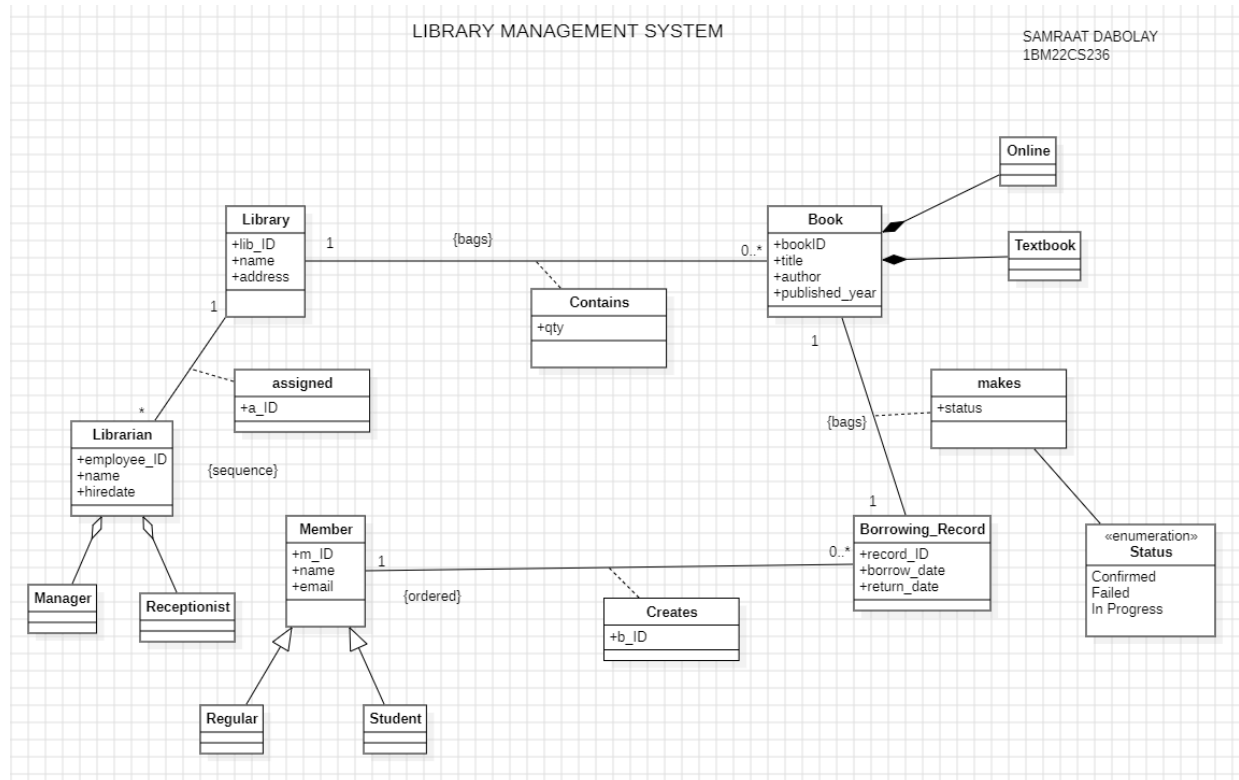 LIBRARY MANAGEMENT SYSTEM
SAMRAAT DABOLAY
1BM22CS236
Online
Library
+lib_ID
+name
+address
1
{bags}
0..*
Book
+bookID
+title
+author
+published_year
Textbook
Contains
+qty
1
1
assigned
+a_ID
makes
+status
*
{bags}
Librarian
+employee_ID
+name
+hiredate
{sequence}
1
Member
+m_ID
+name
+email
1
{ordered}
0..*
Borrowing_Record
+record_ID
+borrow_date
+return_date
«enumeration»
Status
Confirmed
Failed
In Progress
Manager
Receptionist
Creates
+b_ID
Regular
Student